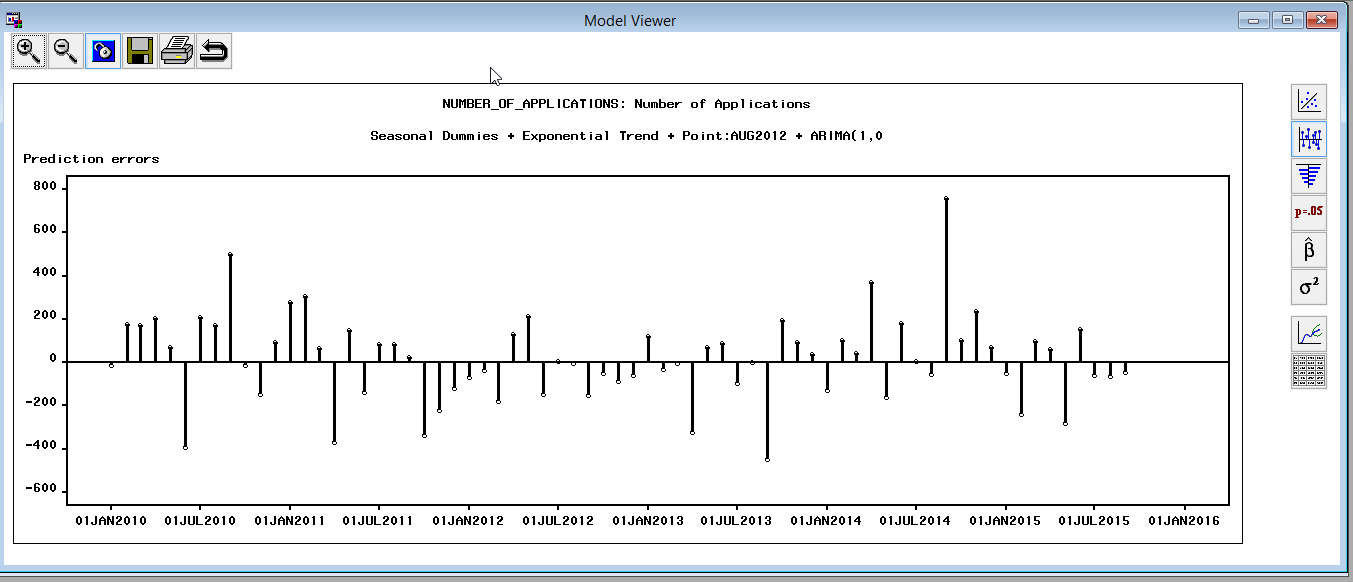 Model Viewer
NUMBER_OF_APPLICATIONS: Number of Applications
Seasonal Dummies + Exponential Trend + Point:AUG2012 + ARIMA(1,0
Prediction errors
800
600
400
200
0
-200
-400
-600
01JAN2010 01JUL2010 01JAN2011 01JUL2011 01JAN2012 01JUL2012 01JAN2013 01JUL2013 01JAN2014 01JUL2014 01JAN2015 01JUL2015 01JAN2016
p=.05
β̂
σ²